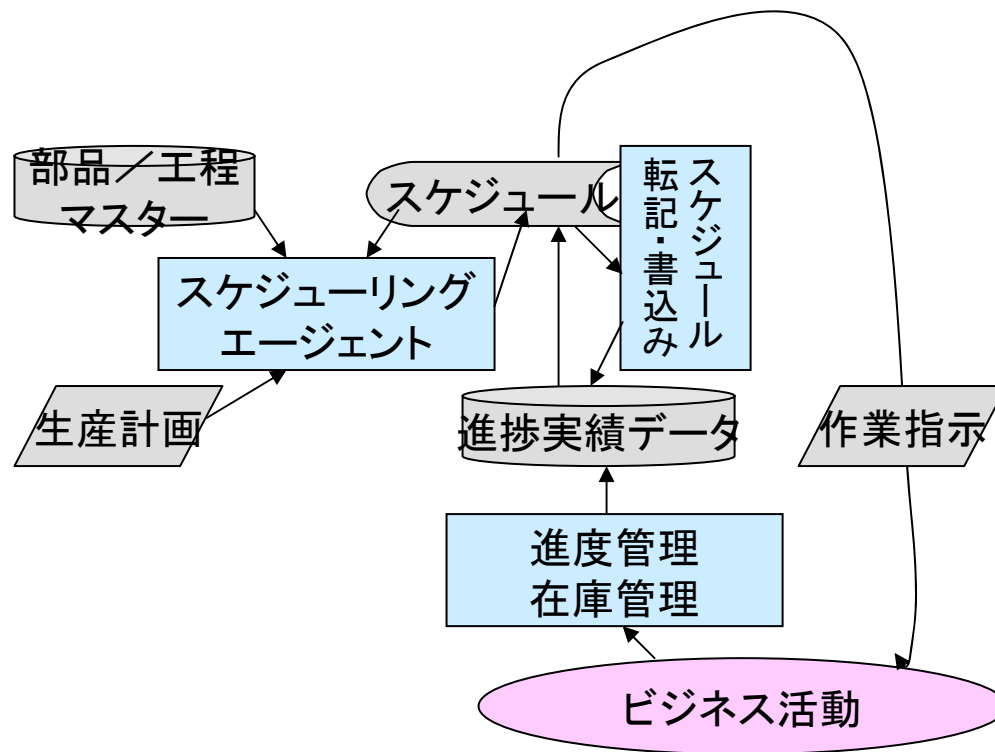 部品／工程
マスター
スケジュール
スケジュール
転記・書込み
スケジューリング
エージェント
生産計画
進捗実績データ
作業指示
進度管理
在庫管理
ビジネス活動